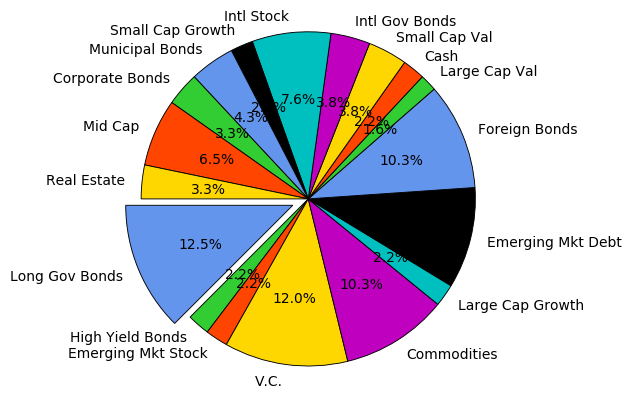 Intl Stock
Intl Gov Bonds
Small Cap Growth
Small Cap Val
Municipal Bonds
Cash
Corporate Bonds
Large Cap Val
7.6%
3.8%
3.8%
4.3%
2.2%
1.6%
Mid Cap
3.3%
Foreign Bonds
6.5%
10.3%
Real Estate
3.3%
12.5%
Emerging Mkt Debt
2.2%
Long Gov Bonds
2.2%
2.2%
10.3%
12.0%
Large Cap Growth
High Yield Bonds
Emerging Mkt Stock
Commodities
V.C.